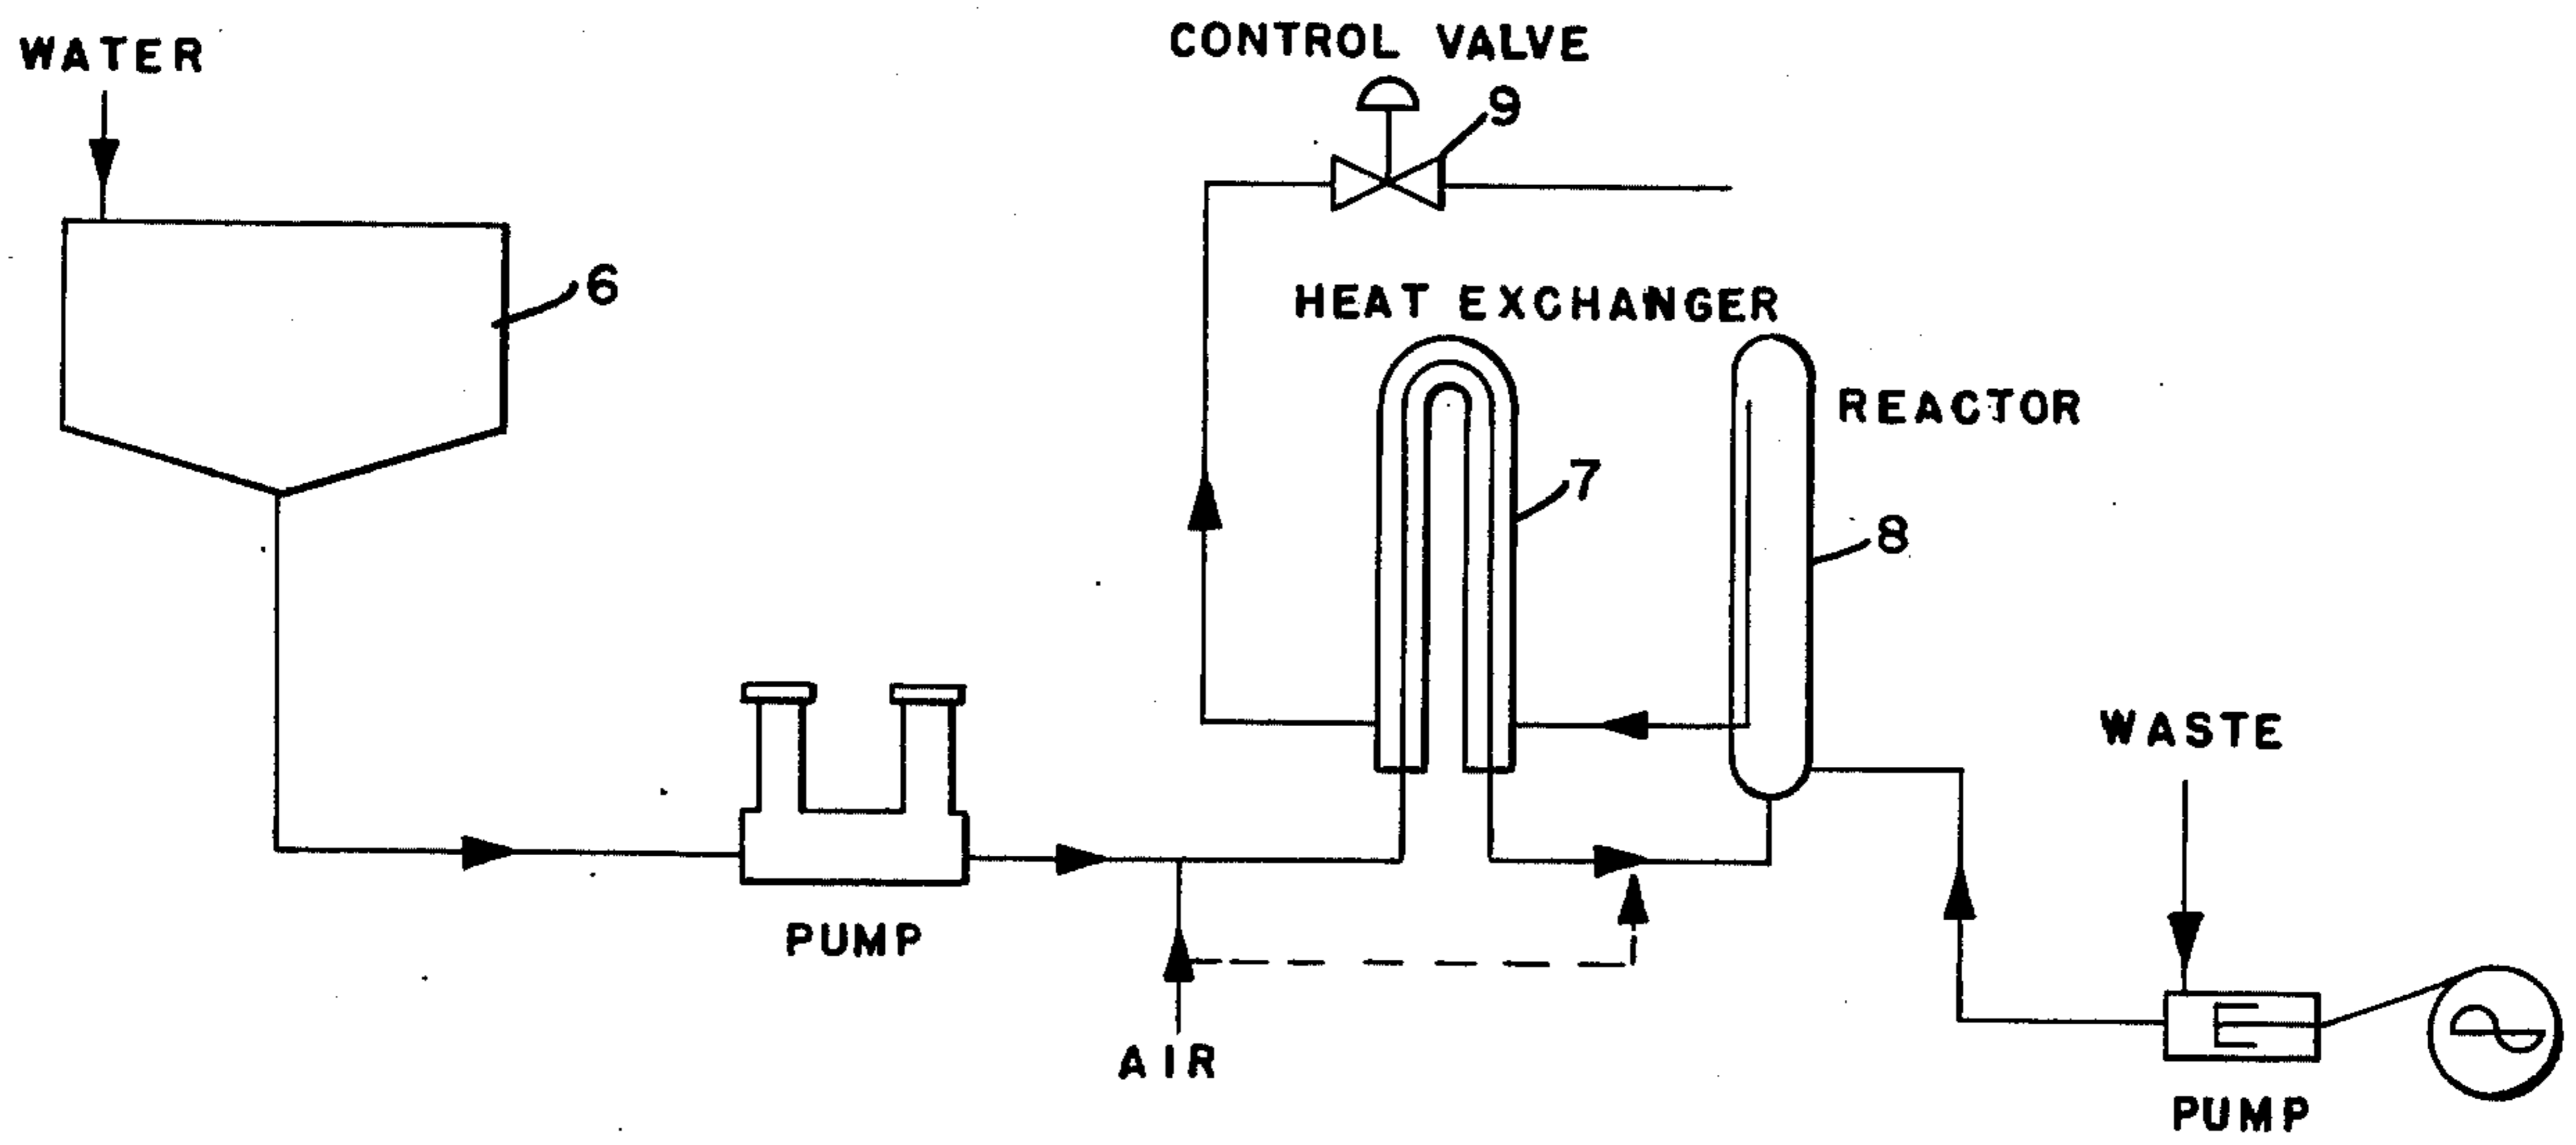 WATER
CONTROL VALVE
9
6
HEAT EXCHANGER
REACTOR
7
8
WASTE
PUMP
AIR
PUMP